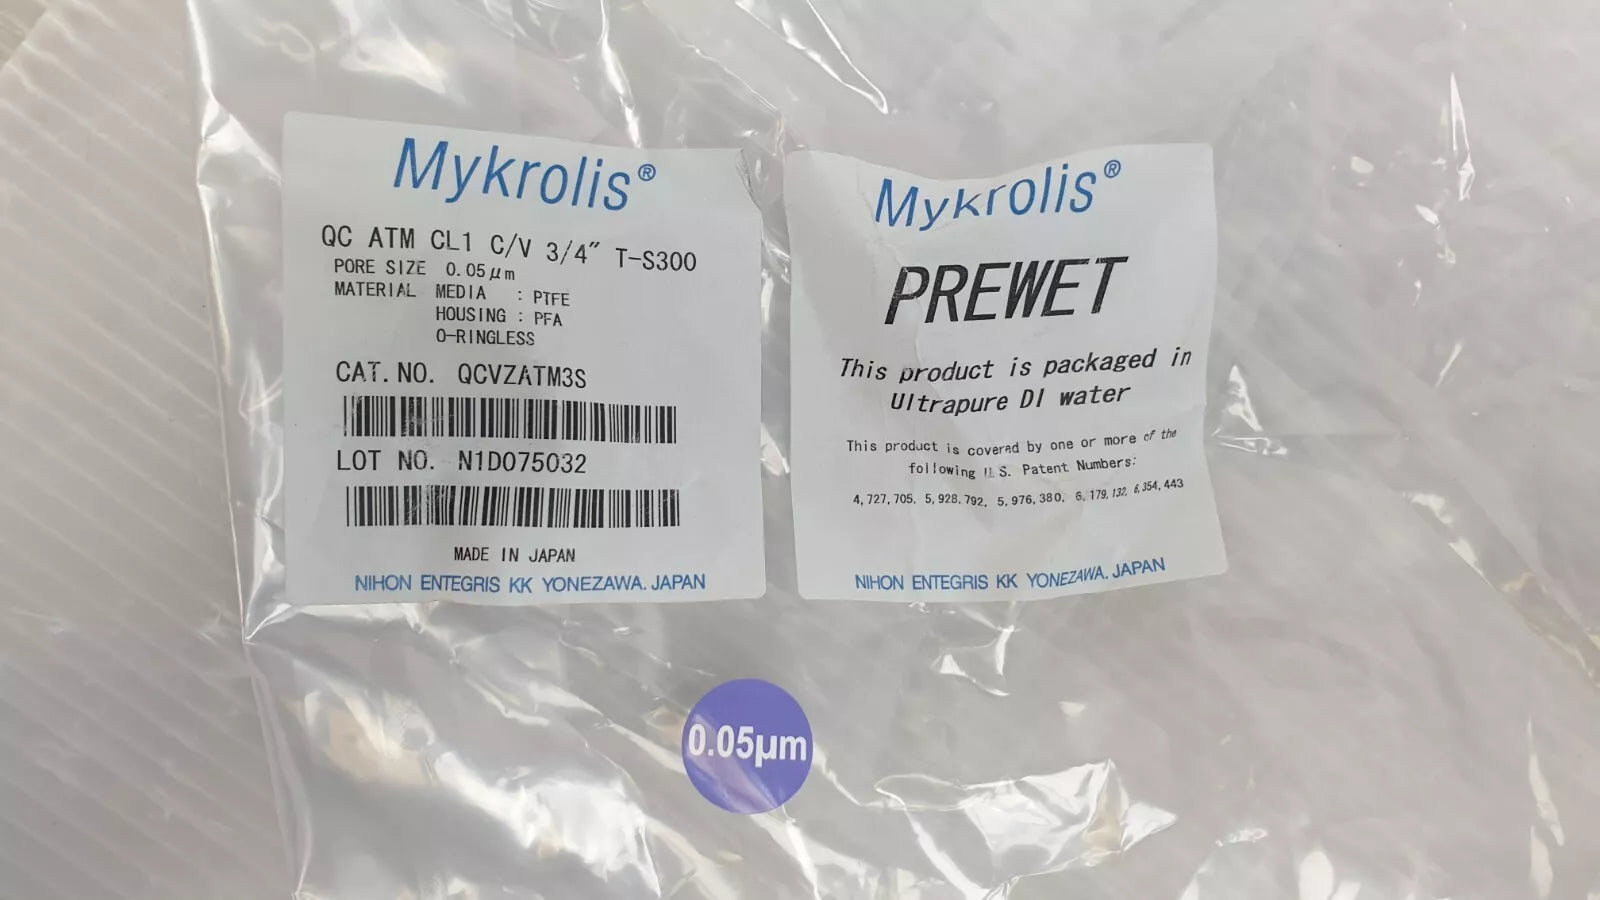 Mykrolis®
QC ATM CL1 C/V 3/4″ T-S300
PORE SIZE 0.05μm
MATERIAL MEDIA : PTFE
HOUSING : PFA
O-RINGLESS
CAT.NO. QCVZATM3S
LOT NO. N1D075032
MADE IN JAPAN
NIHON ENTEGRIS KK YONEZAWA. JAPAN
Mykrolis®
PREWET
This product is packaged in
Ultrapure DI water
This product is covered by one or more of the
following U.S. Patent Numbers:
4,727,705. 5,928.792, 5,976,380, 6,179,132, 6,354,443
NIHON ENTEGRIS KK YONEZAWA. JAPAN
0.05µm